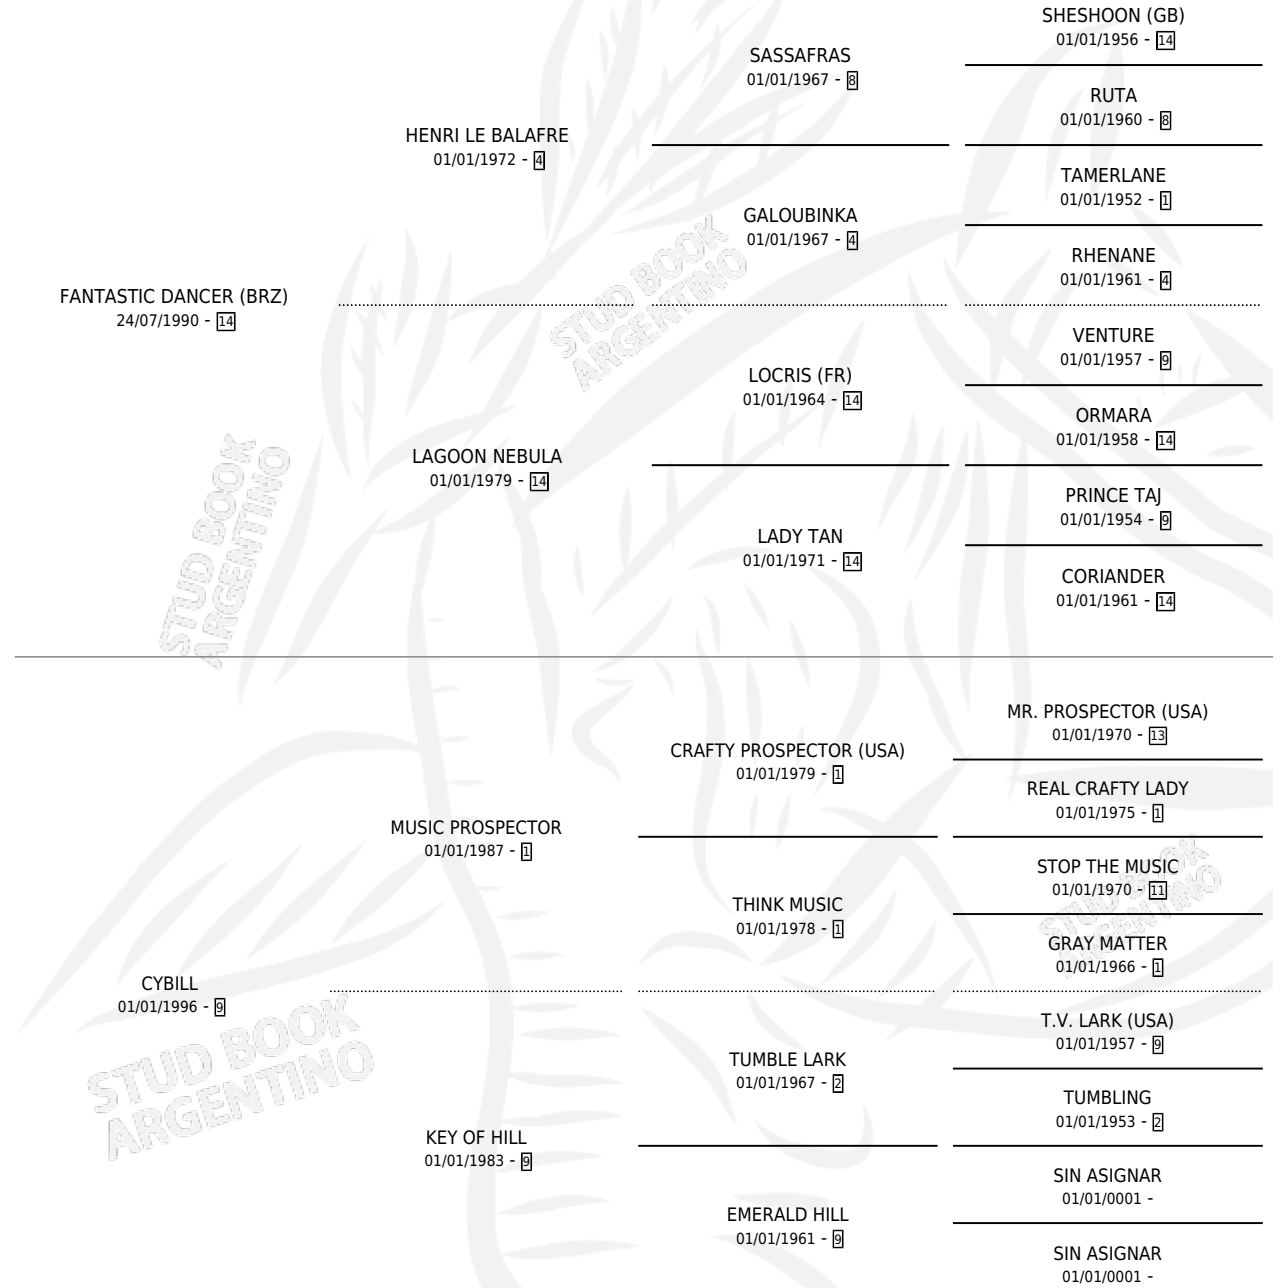 SHESHOON (GB)
01/01/1956 - 14
SASSAFRAS
01/01/1967 - 8
RUTA
01/01/1960 - 8
HENRI LE BALAFRE
01/01/1972 - 4
TAMERLANE
01/01/1952 - 1
GALOUBINKA
01/01/1967 - 4
RHENANE
01/01/1961 - 4
FANTASTIC DANCER (BRZ)
24/07/1990 - 14
VENTURE
01/01/1957 - 9
LOCRIS (FR)
01/01/1964 - 14
ORMARA
01/01/1958 - 14
LAGOON NEBULA
01/01/1979 - 14
PRINCE TAJ
01/01/1954 - 9
LADY TAN
01/01/1971 - 14
CORIANDER
01/01/1961 - 14
STUD BOOK
ARGENTINO
STUD BOOK
ARGENTINO
MR. PROSPECTOR (USA)
01/01/1970 - 13
CRAFTY PROSPECTOR (USA)
01/01/1979 - 1
REAL CRAFTY LADY
01/01/1975 - 1
MUSIC PROSPECTOR
01/01/1987 - 1
STOP THE MUSIC
01/01/1970 - 11
THINK MUSIC
01/01/1978 - 1
GRAY MATTER
01/01/1966 - 1
CYBILL
01/01/1996 - 9
T.V. LARK (USA)
01/01/1957 - 9
TUMBLE LARK
01/01/1967 - 2
TUMBLING
01/01/1953 - 2
KEY OF HILL
01/01/1983 - 9
SIN ASIGNAR
01/01/0001 -
EMERALD HILL
01/01/1961 - 9
SIN ASIGNAR
01/01/0001 -
STUD BOOK
ARGENTINO
STUD BOOK
ARGENTINO